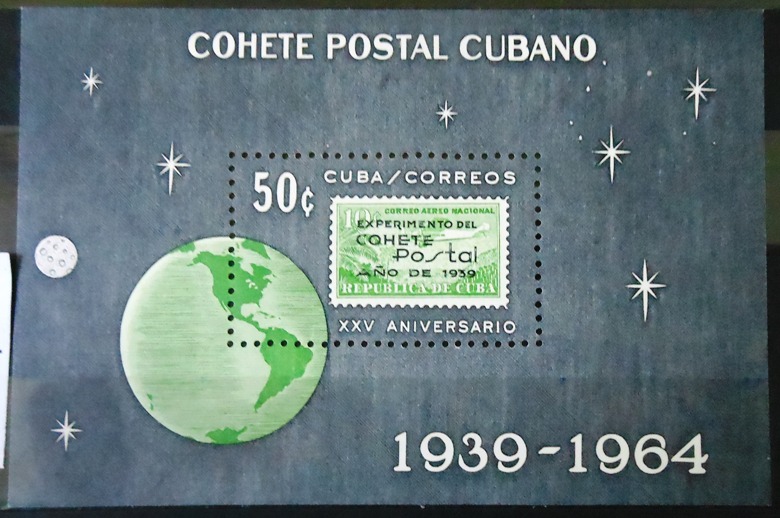 COHETE POSTAL CUBANO
50¢ CUBA/CORREOS
10¢ CORREO AEREO NACIONAL
EXPERIMENTO DEL
COHETE
Postal
AÑO DE 1939
REPUBLICA DE CUBA
XXV ANIVERSARIO
1939-1964